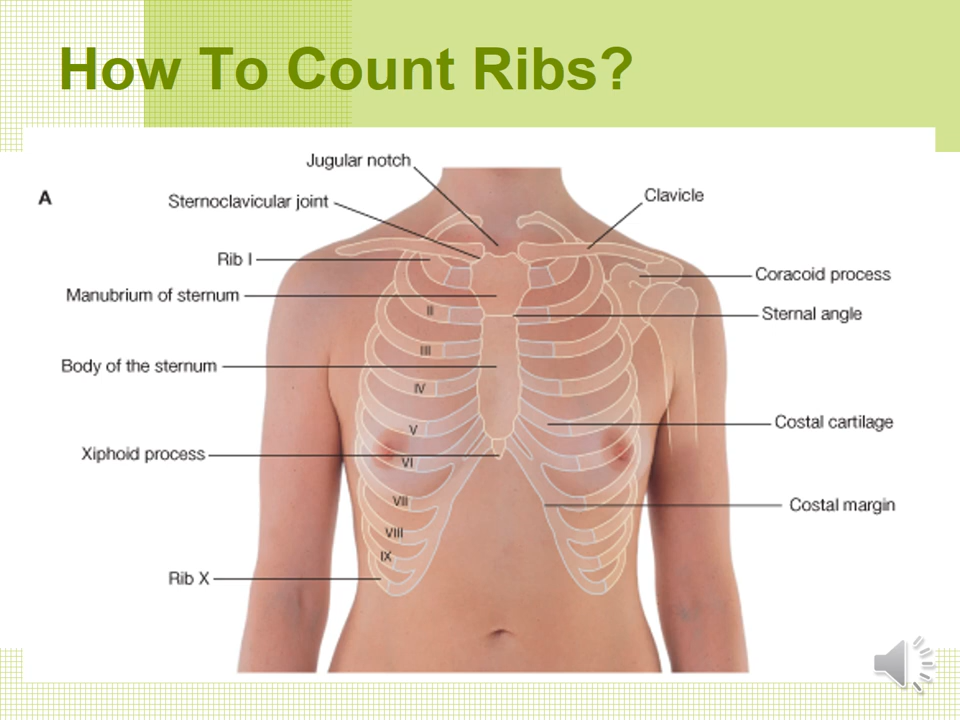 How To Count Ribs?
Jugular notch
A
Sternoclavicular joint
Clavicle
Rib I
Coracoid process
Manubrium of sternum
II
Sternal angle
III
Body of the sternum
IV
V
Costal cartilage
Xiphoid process
VI
VII
Costal margin
VIII
IX
Rib X